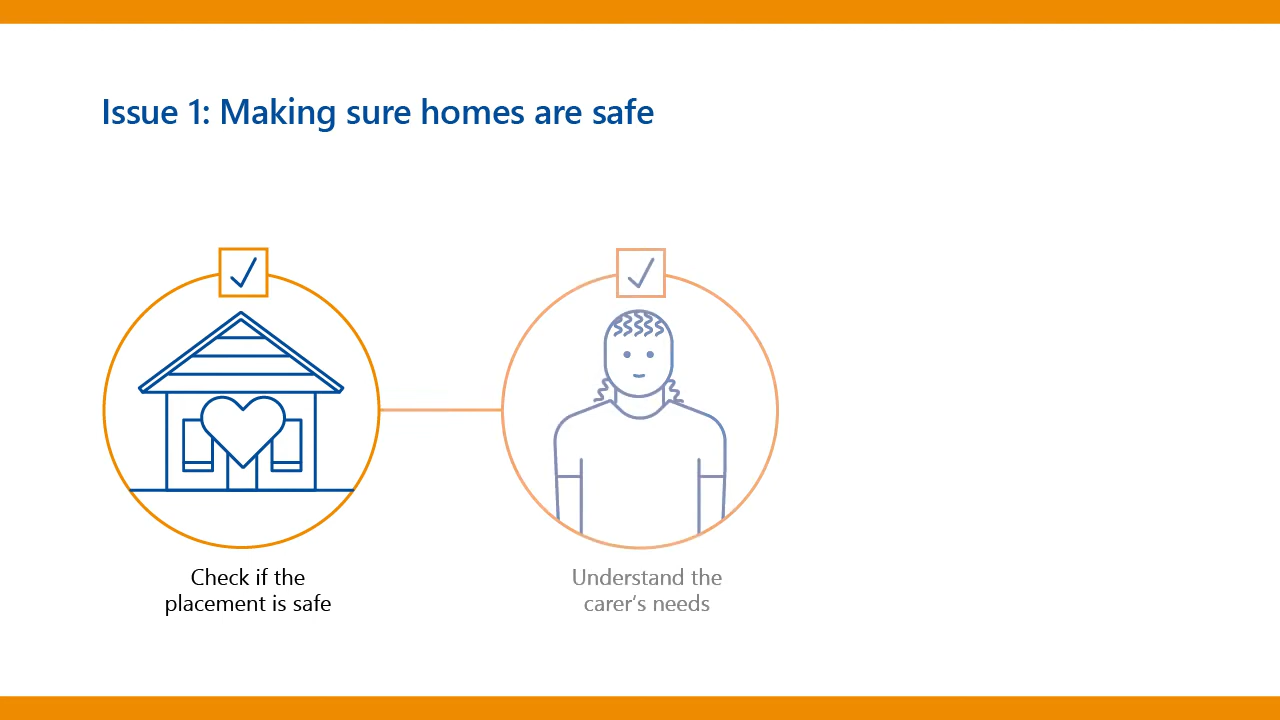 Issue 1: Making sure homes are safe
Check if the
placement is safe
Understand the
carer’s needs